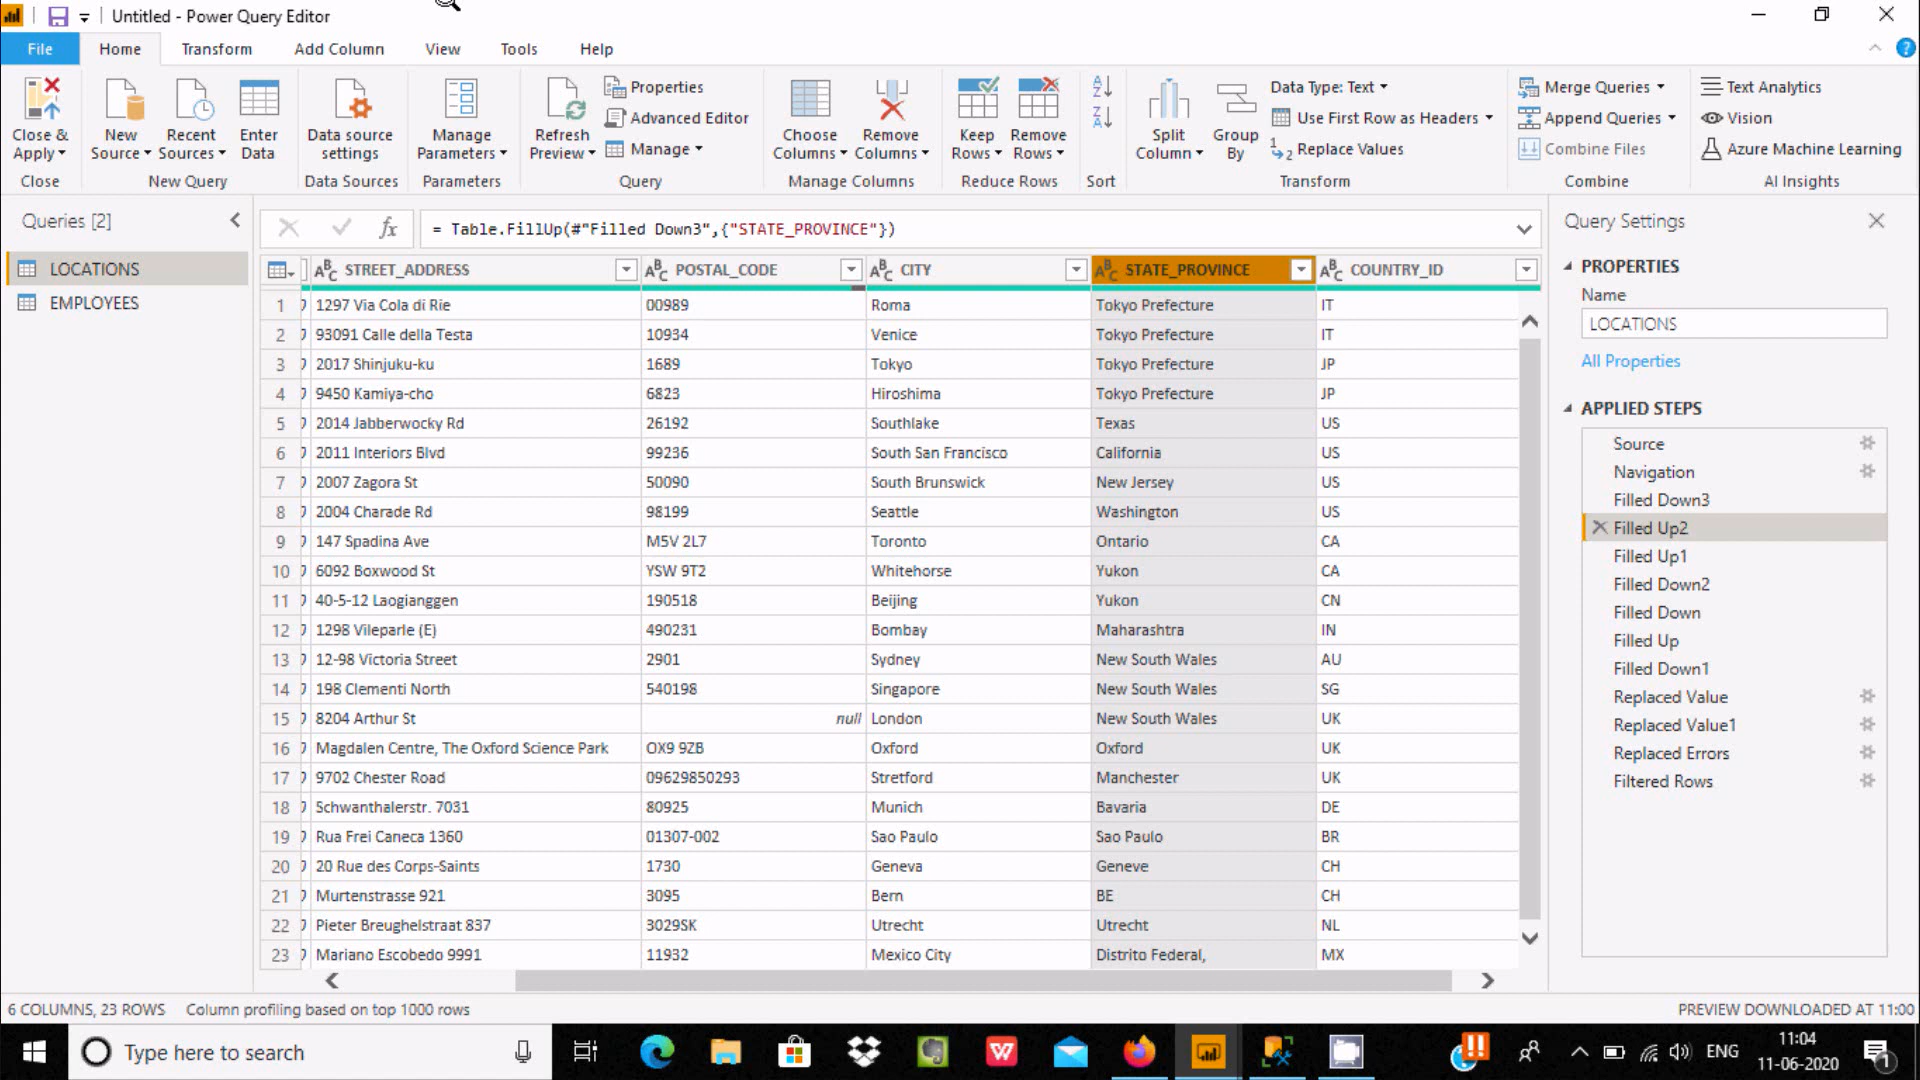 Untitled - Power Query Editor
File Home Transform Add Column View Tools Help
Close & Apply
New Source
Recent Sources
Enter Data
Data source settings
Manage Parameters
Refresh Preview
Properties
Advanced Editor
Manage
Choose Columns
Remove Columns
Keep Rows
Remove Rows
Split Column
Group By
Data Type: Text
Use First Row as Headers
Replace Values
Merge Queries
Append Queries
Combine Files
Text Analytics
Vision
Azure Machine Learning
Close New Query Data Sources Parameters Query Manage Columns Reduce Rows Sort Transform Combine AI Insights
Queries [2]
LOCATIONS
EMPLOYEES
fx = Table.FillUp(#"Filled Down3",{"STATE_PROVINCE"})
STREET_ADDRESS POSTAL_CODE CITY STATE_PROVINCE COUNTRY_ID
1 1297 Via Cola di Rie 00989 Roma Tokyo Prefecture IT
2 93091 Calle della Testa 10934 Venice Tokyo Prefecture IT
3 2017 Shinjuku-ku 1689 Tokyo Tokyo Prefecture JP
4 9450 Kamiya-cho 6823 Hiroshima Tokyo Prefecture JP
5 2014 Jabberwocky Rd 26192 Southlake Texas US
6 2011 Interiors Blvd 99236 South San Francisco California US
7 2007 Zagora St 50090 South Brunswick New Jersey US
8 2004 Charade Rd 98199 Seattle Washington US
9 147 Spadina Ave M5V 2L7 Toronto Ontario CA
10 6092 Boxwood St YSW 9T2 Whitehorse Yukon CA
11 40-5-12 Laogianggen 190518 Beijing Yukon CN
12 1298 Vileparle (E) 490231 Bombay Maharashtra IN
13 12-98 Victoria Street 2901 Sydney New South Wales AU
14 198 Clementi North 540198 Singapore New South Wales SG
15 8204 Arthur St null London New South Wales UK
16 Magdalen Centre, The Oxford Science Park OX9 9ZB Oxford Oxford UK
17 9702 Chester Road 09629850293 Stretford Manchester UK
18 Schwanthalerstr. 7031 80925 Munich Bavaria DE
19 Rua Frei Caneca 1360 01307-002 Sao Paulo Sao Paulo BR
20 20 Rue des Corps-Saints 1730 Geneva Geneve CH
21 Murtenstrasse 921 3095 Bern BE CH
22 Pieter Breughelstraat 837 3029SK Utrecht Utrecht NL
23 Mariano Escobedo 9991 11932 Mexico City Distrito Federal, MX
Query Settings
PROPERTIES
Name
LOCATIONS
All Properties
APPLIED STEPS
Source
Navigation
Filled Down3
Filled Up2
Filled Up1
Filled Down2
Filled Down
Filled Up
Filled Down1
Replaced Value
Replaced Value1
Replaced Errors
Filtered Rows
6 COLUMNS, 23 ROWS Column profiling based on top 1000 rows
PREVIEW DOWNLOADED AT 11:00
Type here to search
ENG
11:04
11-06-2020
1